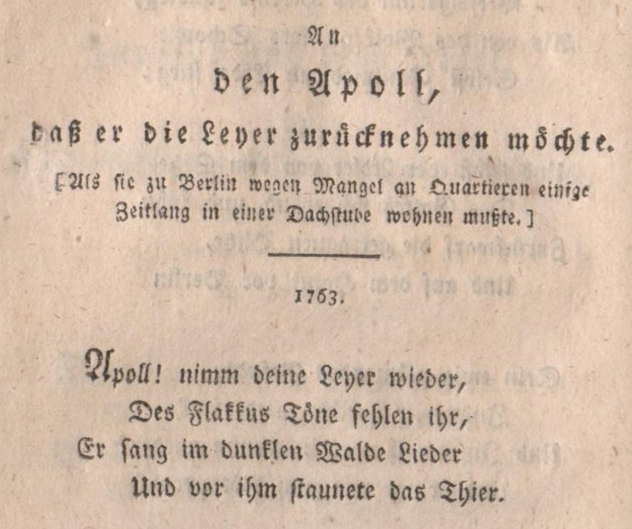 An
den Apoll,
daß er die Leyer zurücknehmen möchte.
[Als sie zu Berlin wegen Mangel an Quartieren einige
Zeitlang in einer Dachstube wohnen mußte.]
1763.
Apoll! nimm deine Leyer wieder,
Des Flakkus Töne fehlen ihr,
Er sang im dunklen Walde Lieder
Und vor ihm staunete das Thier.